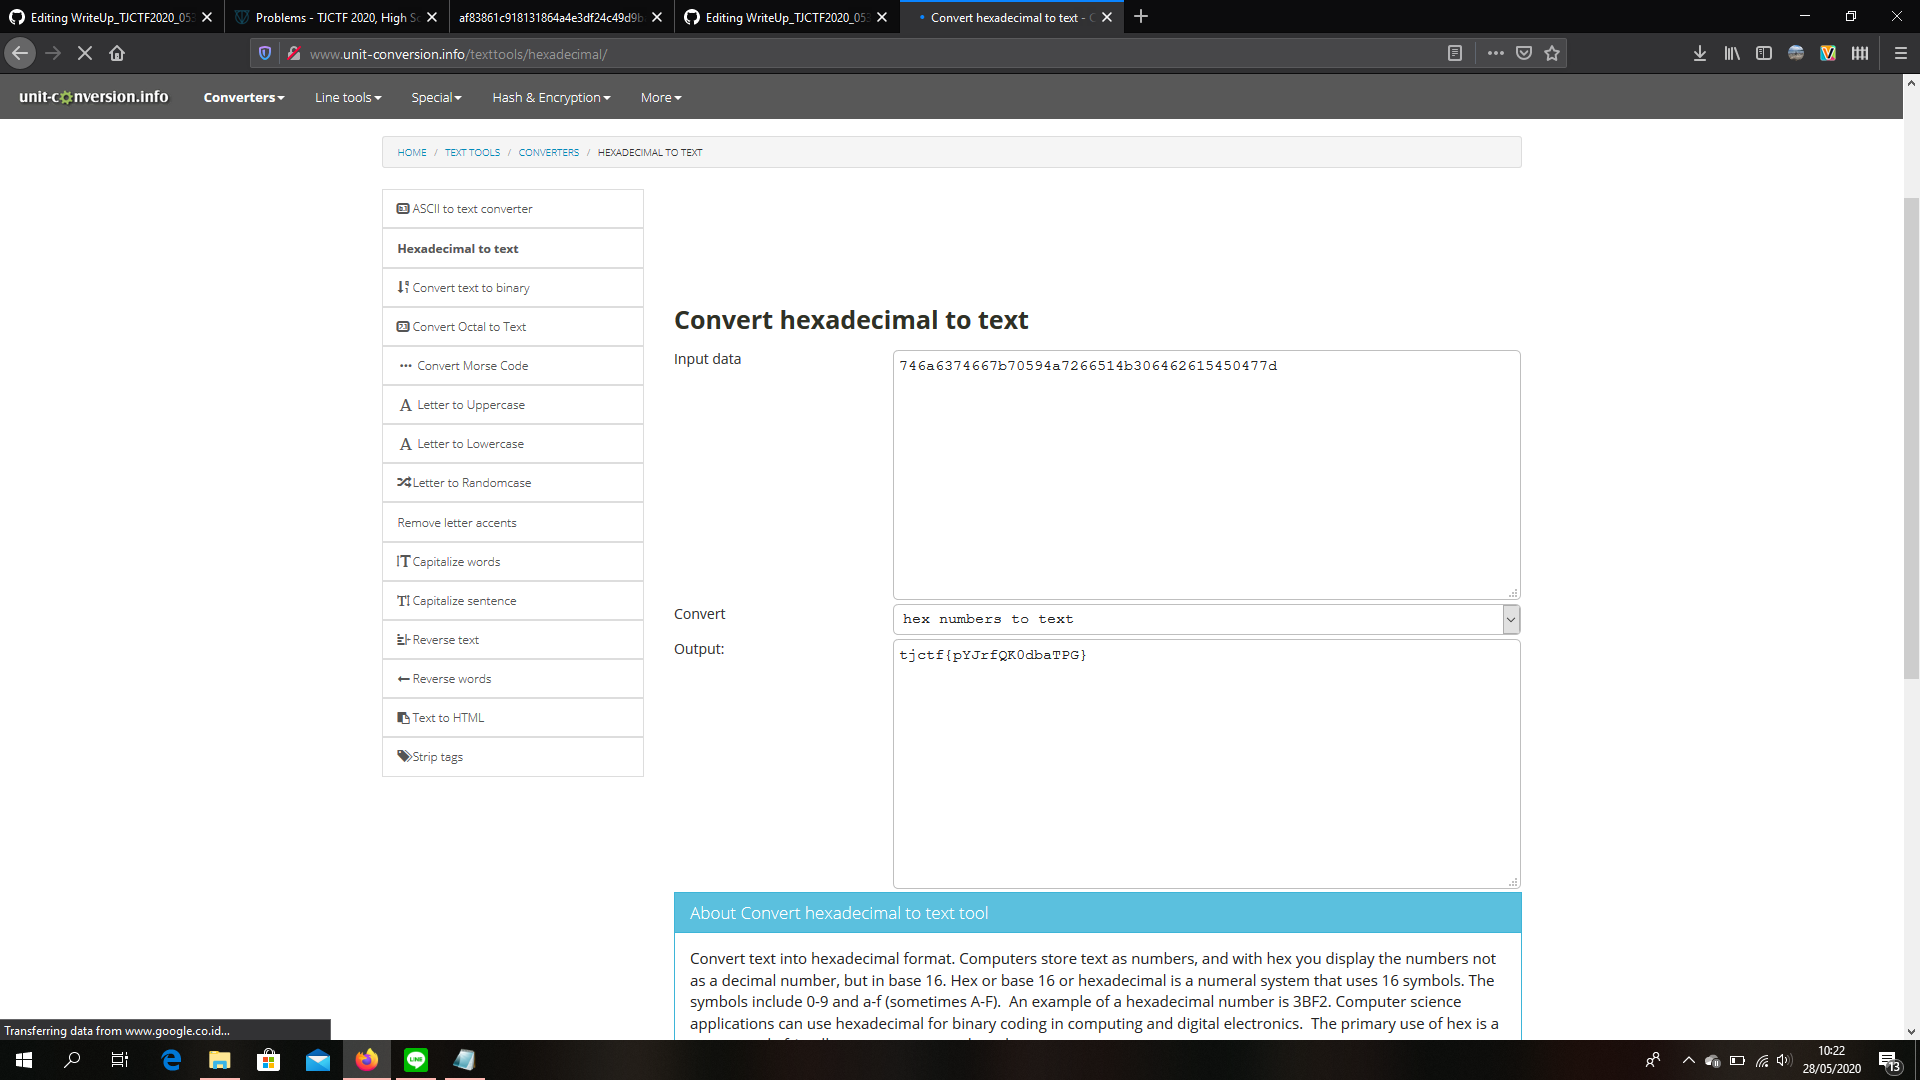 Editing WriteUp_TJCTF2020_05
Problems - TJCTF 2020, High Sc
af83861c918131864a4e3df24c49d9b
Editing WriteUp_TJCTF2020_05
Convert hexadecimal to text -
www.unit-conversion.info/texttools/hexadecimal/
unit-conversion.info
Converters
Line tools
Special
Hash & Encryption
More
HOME / TEXT TOOLS / CONVERTERS / HEXADECIMAL TO TEXT
ASCII to text converter
Hexadecimal to text
Convert text to binary
Convert Octal to Text
Convert Morse Code
Letter to Uppercase
Letter to Lowercase
Letter to Randomcase
Remove letter accents
Capitalize words
Capitalize sentence
Reverse text
Reverse words
Text to HTML
Strip tags
Convert hexadecimal to text
Input data
746a6374667b70594a7266514b306462615450477d
Convert
hex numbers to text
Output:
tjctf{pYJrfQK0dbaTPG}
About Convert hexadecimal to text tool
Convert text into hexadecimal format. Computers store text as numbers, and with hex you display the numbers not
as a decimal number, but in base 16. Hex or base 16 or hexadecimal is a numeral system that uses 16 symbols. The
symbols include 0-9 and a-f (sometimes A-F).  An example of a hexadecimal number is 3BF2. Computer science
applications can use hexadecimal for binary coding in computing and digital electronics.  The primary use of hex is a
Transferring data from www.google.co.id...
LINE
10:22
28/05/2020
13